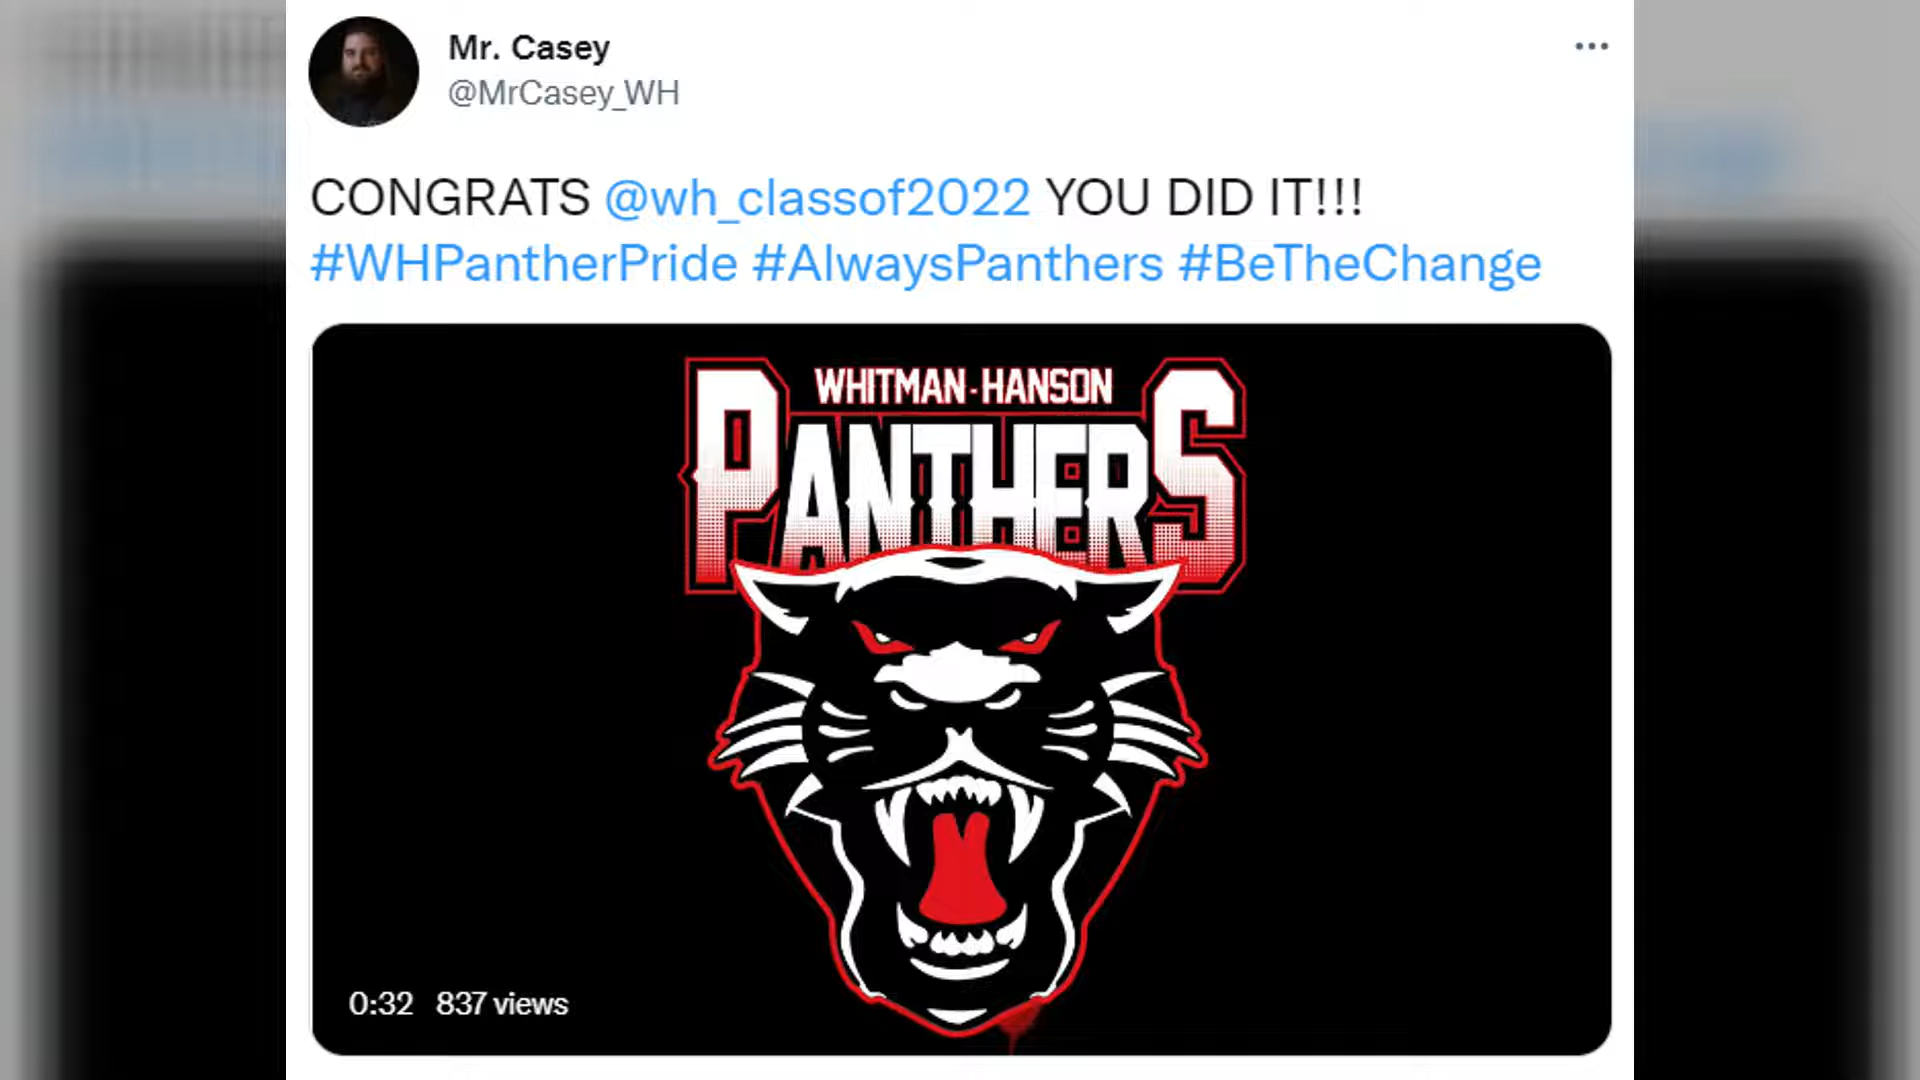 Mr. Casey
@MrCasey_WH
CONGRATS @wh_classof2022 YOU DID IT!!!
#WHPantherPride #AlwaysPanthers #BeTheChange
WHITMAN-HANSON
PANTHERS
0:32 837 views